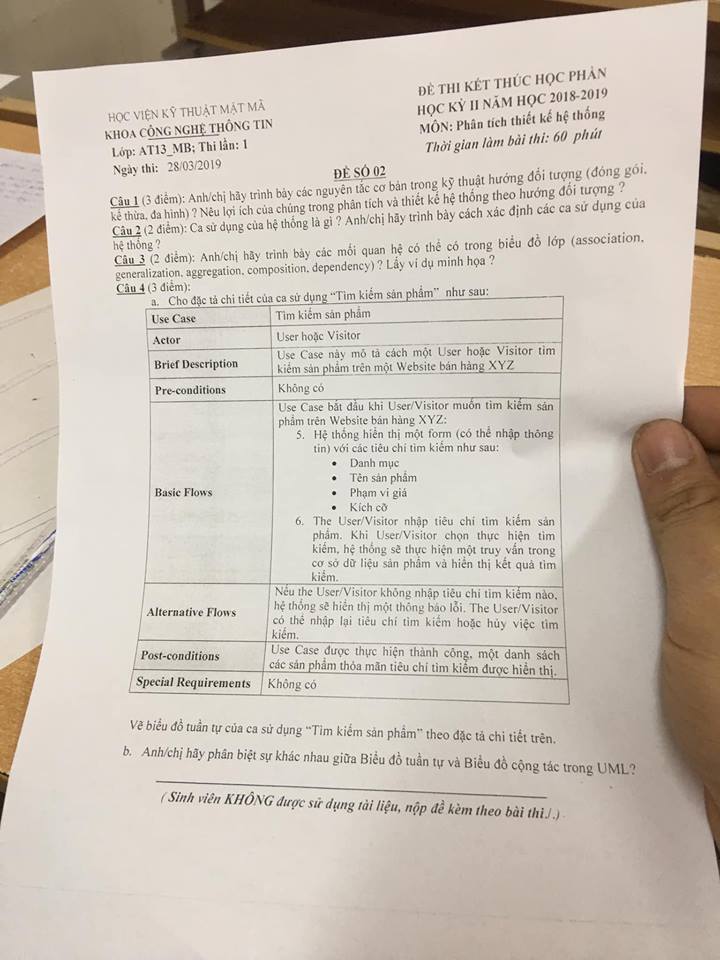 HỌC VIỆN KỸ THUẬT MẬT MÃ
KHOA CÔNG NGHỆ THÔNG TIN
Lớp: AT13_MB; Thi lần: 1
Ngày thi: 28/03/2019
ĐỀ THI KẾT THÚC HỌC PHẦN
HỌC KỲ II NĂM HỌC 2018-2019
MÔN: Phân tích thiết kế hệ thống
Thời gian làm bài thi: 60 phút
ĐỀ SỐ 02
Câu 1 (3 điểm): Anh/chị hãy trình bày các nguyên tắc cơ bản trong kỹ thuật hướng đối tượng (đóng gói,
kế thừa, đa hình) ? Nêu lợi ích của chúng trong phân tích và thiết kế hệ thống theo hướng đối tượng ?
Câu 2 (2 điểm): Ca sử dụng của hệ thống là gì ? Anh/chị hãy trình bày cách xác định các ca sử dụng của
hệ thống ?
Câu 3 (2 điểm): Anh/chị hãy trình bày các mối quan hệ có thể có trong biểu đồ lớp (association,
generalization, aggregation, composition, dependency) ? Lấy ví dụ minh họa ?
Câu 4 (3 điểm):
a. Cho đặc tả chi tiết của ca sử dụng “Tìm kiếm sản phẩm” như sau:
Use Case
Tìm kiếm sản phẩm
Actor
User hoặc Visitor
Brief Description
Use Case này mô tả cách một User hoặc Visitor tìm
kiếm sản phẩm trên một Website bán hàng XYZ
Pre-conditions
Không có
Basic Flows
Use Case bắt đầu khi User/Visitor muốn tìm kiếm sản
phẩm trên Website bán hàng XYZ:
5. Hệ thống hiển thị một form (có thể nhập thông
tin) với các tiêu chí tìm kiếm như sau:
• Danh mục
• Tên sản phẩm
• Phạm vi giá
• Kích cỡ
6. The User/Visitor nhập tiêu chí tìm kiếm sản
phẩm. Khi User/Visitor chọn thực hiện tìm
kiếm, hệ thống sẽ thực hiện một truy vấn trong
cơ sở dữ liệu sản phẩm và hiển thị kết quả tìm
kiếm.
Alternative Flows
Nếu the User/Visitor không nhập tiêu chí tìm kiếm nào,
hệ thống sẽ hiển thị một thông báo lỗi. The User/Visitor
có thể nhập lại tiêu chí tìm kiếm hoặc hủy việc tìm
kiếm.
Post-conditions
Use Case được thực hiện thành công, một danh sách
các sản phẩm thỏa mãn tiêu chí tìm kiếm được hiển thị.
Special Requirements
Không có
Vẽ biểu đồ tuần tự của ca sử dụng “Tìm kiếm sản phẩm” theo đặc tả chi tiết trên.
b. Anh/chị hãy phân biệt sự khác nhau giữa Biểu đồ tuần tự và Biểu đồ cộng tác trong UML?
( Sinh viên KHÔNG được sử dụng tài liệu, nộp đề kèm theo bài thi./.)